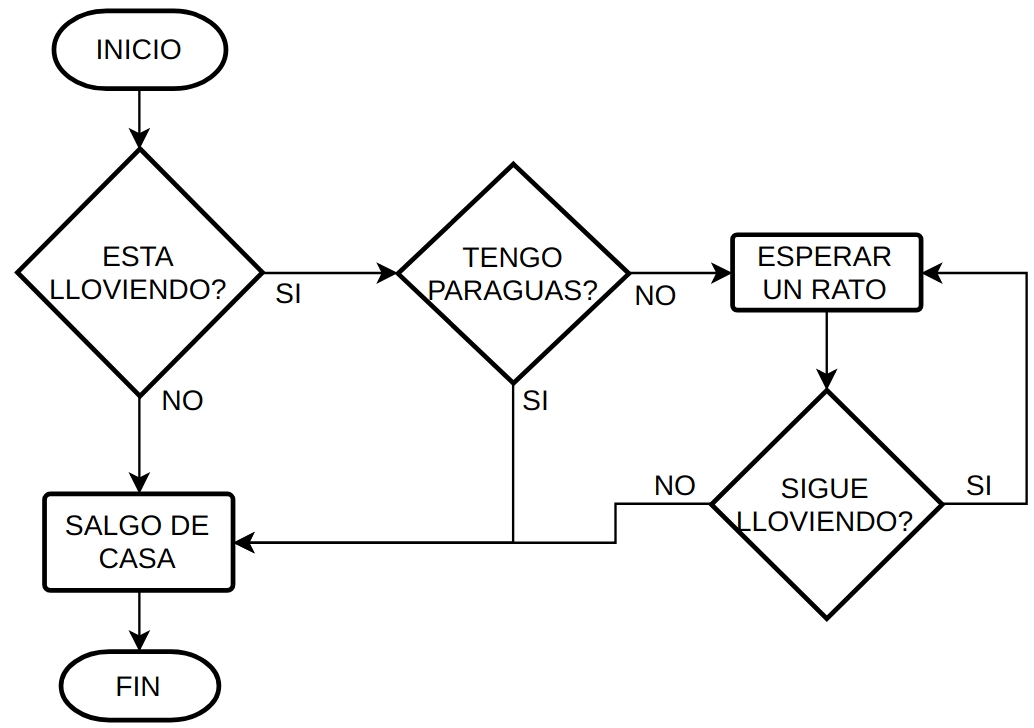 INICIO
ESTA
LLOVIENDO?
SI
NO
TENGO
PARAGUAS?
NO
SI
ESPERAR
UN RATO
SIGUE
LLOVIENDO?
NO
SI
SALGO DE
CASA
FIN